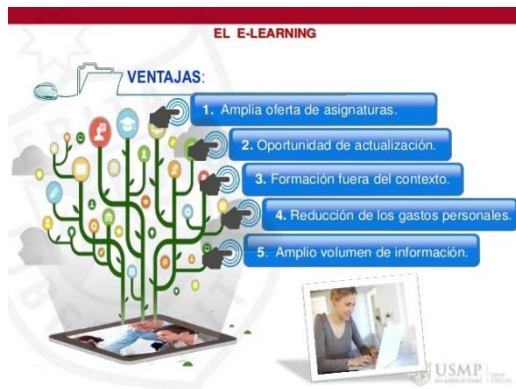 EL E-LEARNING
VENTAJAS:
1. Amplia oferta de asignaturas.
2. Oportunidad de actualización.
3. Formación fuera del contexto.
4. Reducción de los gastos personales.
5. Amplio volumen de información.
USMP